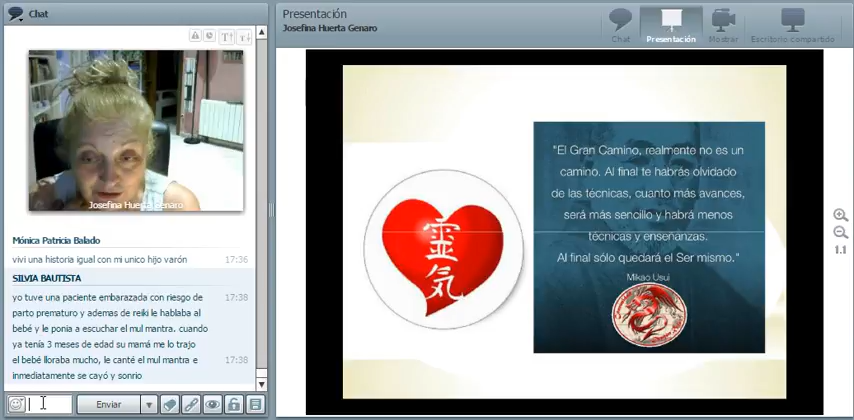 Chat
Josefina Huerta Genaro
Mónica Patricia Balado
vivi una historia igual con mi unico hijo varón
17:36
SILVIA BAUTISTA
yo tuve una paciente embarazada con riesgo de
17:38
parto prematuro y ademas de reiki le hablaba al
bebé y le ponia a escuchar el mul mantra. cuando
ya tenía 3 meses de edad su mamá me lo trajo
el bebé lloraba mucho, le canté el mul mantra e
17:38
inmediatamente se cayó y sonrio
Enviar
Presentación
Josefina Huerta Genaro
Chat
Presentación
Mostrar
Escritorio compartido
靈
気
"El Gran Camino, realmente no es un
camino. Al final te habrás olvidado
de las técnicas, cuanto más avances,
será más sencillo y habrá menos
técnicas y enseñanzas.
Al final sólo quedará el Ser mismo."
Mikao Usui
1.1